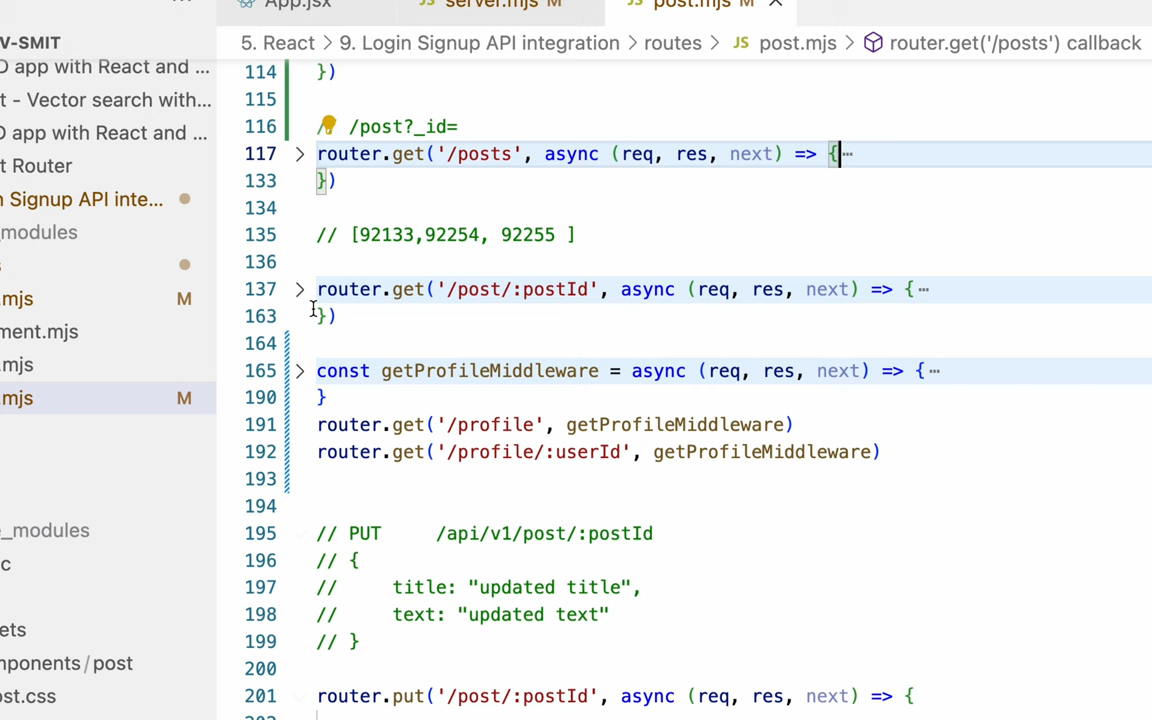 App.jsx JS server.mjs M JS post.mjs M
V-SMIT
5. React > 9. Login Signup API integration > routes > JS post.mjs > router.get('/posts') callback
D app with React and ...
t - Vector search with...
D app with React and ...
t Router
n Signup API inte...
_modules
s
.mjs M
ment.mjs
.mjs
.mjs M
e_modules
c
ets
nponents/post
ost.css
114 })
115
116 /post?_id=
117 router.get('/posts', async (req, res, next) => {…
133 })
134
135 // [92133,92254, 92255 ]
136
137 router.get('/post/:postId', async (req, res, next) => {…
163 })
164
165 const getProfileMiddleware = async (req, res, next) => {…
190 }
191 router.get('/profile', getProfileMiddleware)
192 router.get('/profile/:userId', getProfileMiddleware)
193
194
195 // PUT /api/v1/post/:postId
196 // {
197 // title: "updated title",
198 // text: "updated text"
199 // }
200
201 router.put('/post/:postId', async (req, res, next) => {